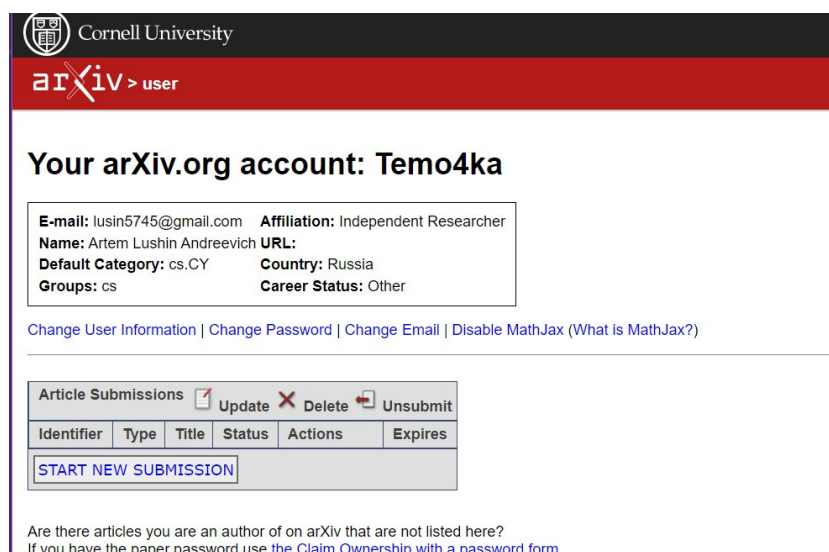 Cornell University
arXiv > user
Your arXiv.org account: Temo4ka
E-mail: lusin5745@gmail.com Affiliation: Independent Researcher
Name: Artem Lushin Andreevich URL:
Default Category: cs.CY Country: Russia
Groups: cs Career Status: Other
Change User Information | Change Password | Change Email | Disable MathJax (What is MathJax?)
Article Submissions Update Delete Unsubmit
Identifier Type Title Status Actions Expires
START NEW SUBMISSION
Are there articles you are an author of on arXiv that are not listed here?
If you have the paper password use the Claim Ownership with a password form